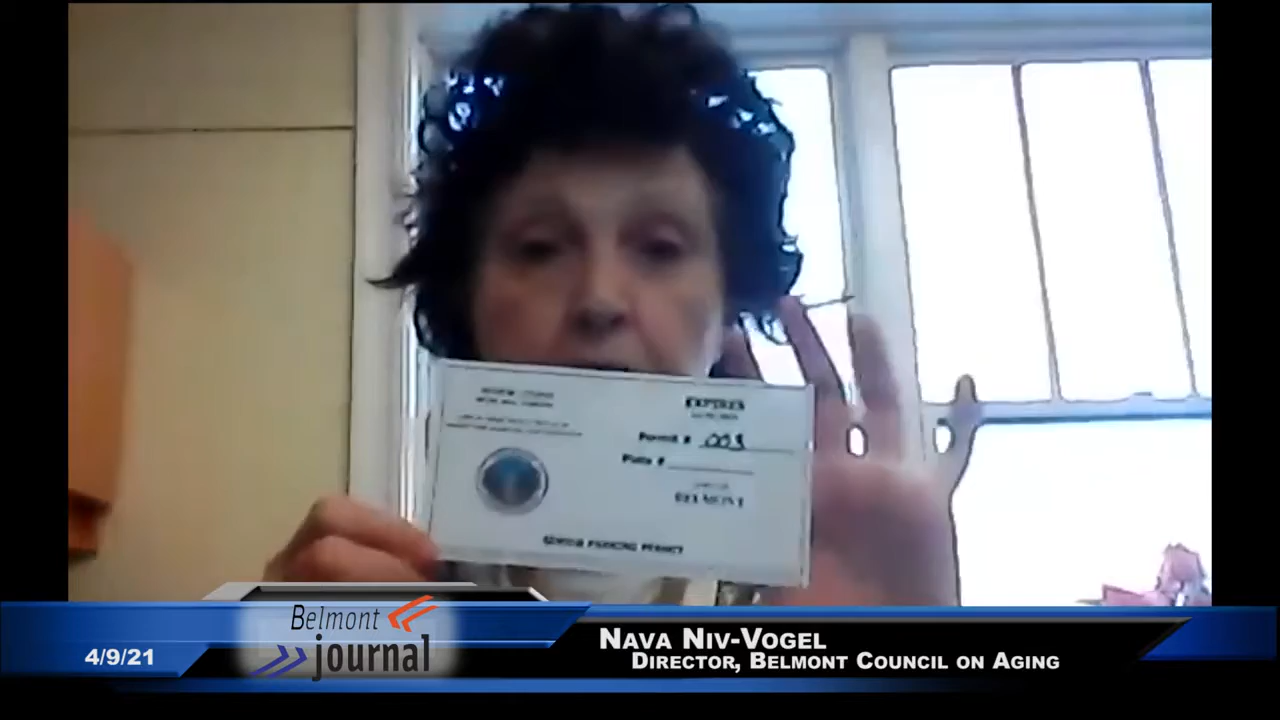 EXPIRES
Permit # 003
Plate #
BELMONT
SENIOR PARKING PERMIT
4/9/21
Belmont
journal
NAVA NIV-VOGEL
DIRECTOR, BELMONT COUNCIL ON AGING